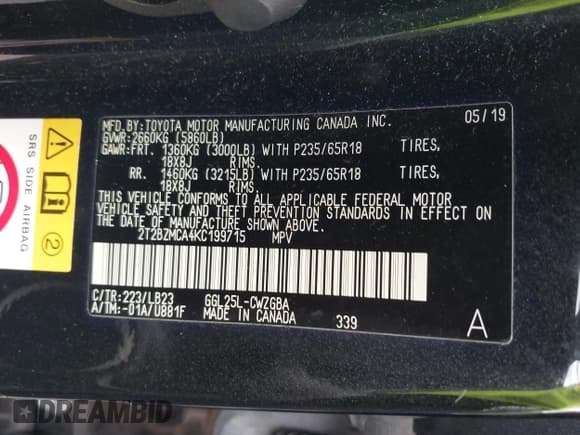 MFD.BY:TOYOTA MOTOR MANUFACTURING CANADA INC. 05/19
GVWR:2660KG (5860LB)
GAWR:FRT. 1360KG (3000LB) WITH P235/65R18 TIRES,
18X8J RIMS,
RR. 1460KG (3215LB) WITH P235/65R18 TIRES,
18X8J RIMS,
THIS VEHICLE CONFORMS TO ALL APPLICABLE FEDERAL MOTOR
VEHICLE SAFETY AND THEFT PREVENTION STANDARDS IN EFFECT ON
THE DATE OF MANUFACTURE SHOWN ABOVE.
2T2BZMCA4KC199715 MPV
C/TR:223/LB23 GGL25L-CWZGBA
A/TM:-01A/U881F MADE IN CANADA 339 A
SRS SIDE AIRBAG
2
DREAMBID